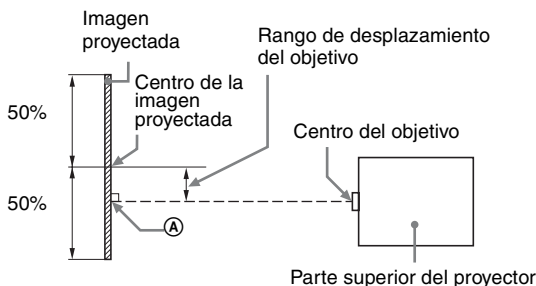 Imagen
proyectada
Rango de desplazamiento
del objetivo
Centro de la
imagen
proyectada
50%
Centro del objetivo
50%
A
Parte superior del proyector